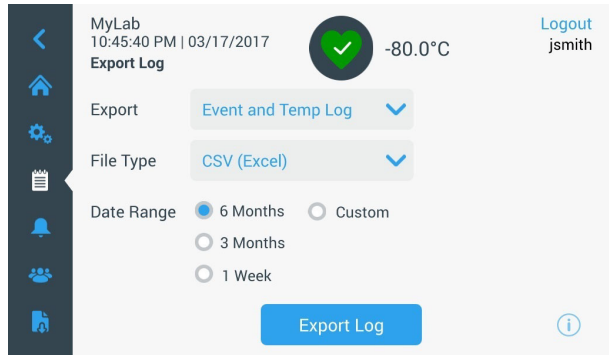 MyLab
Logout
10:45:40 PM | 03/17/2017
-80.0°C
jsmith
Export Log
Export
Event and Temp Log
File Type
CSV (Excel)
Date Range
6 Months
Custom
3 Months
1 Week
Export Log
i